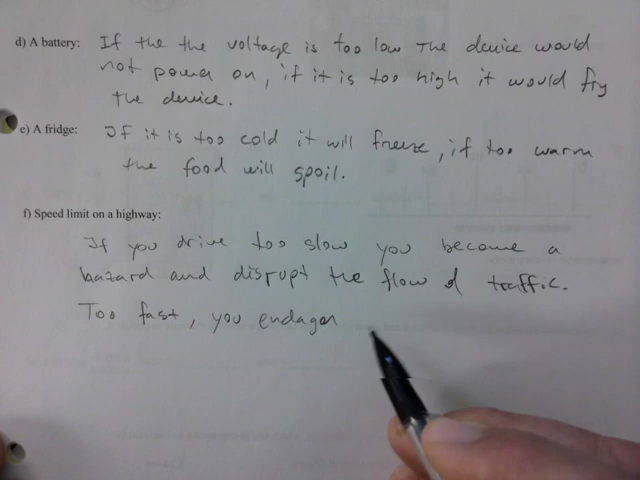 d) A battery: If the the voltage is too low The device would
not power on, if it is too high it would fry
the device.
e) A fridge: If it is too cold it will freeze, if too warm
the food will spoil.
f) Speed limit on a highway:
If you drive too slow you become a
hazard and disrupt the flow of traffic.
Too fast, you endager